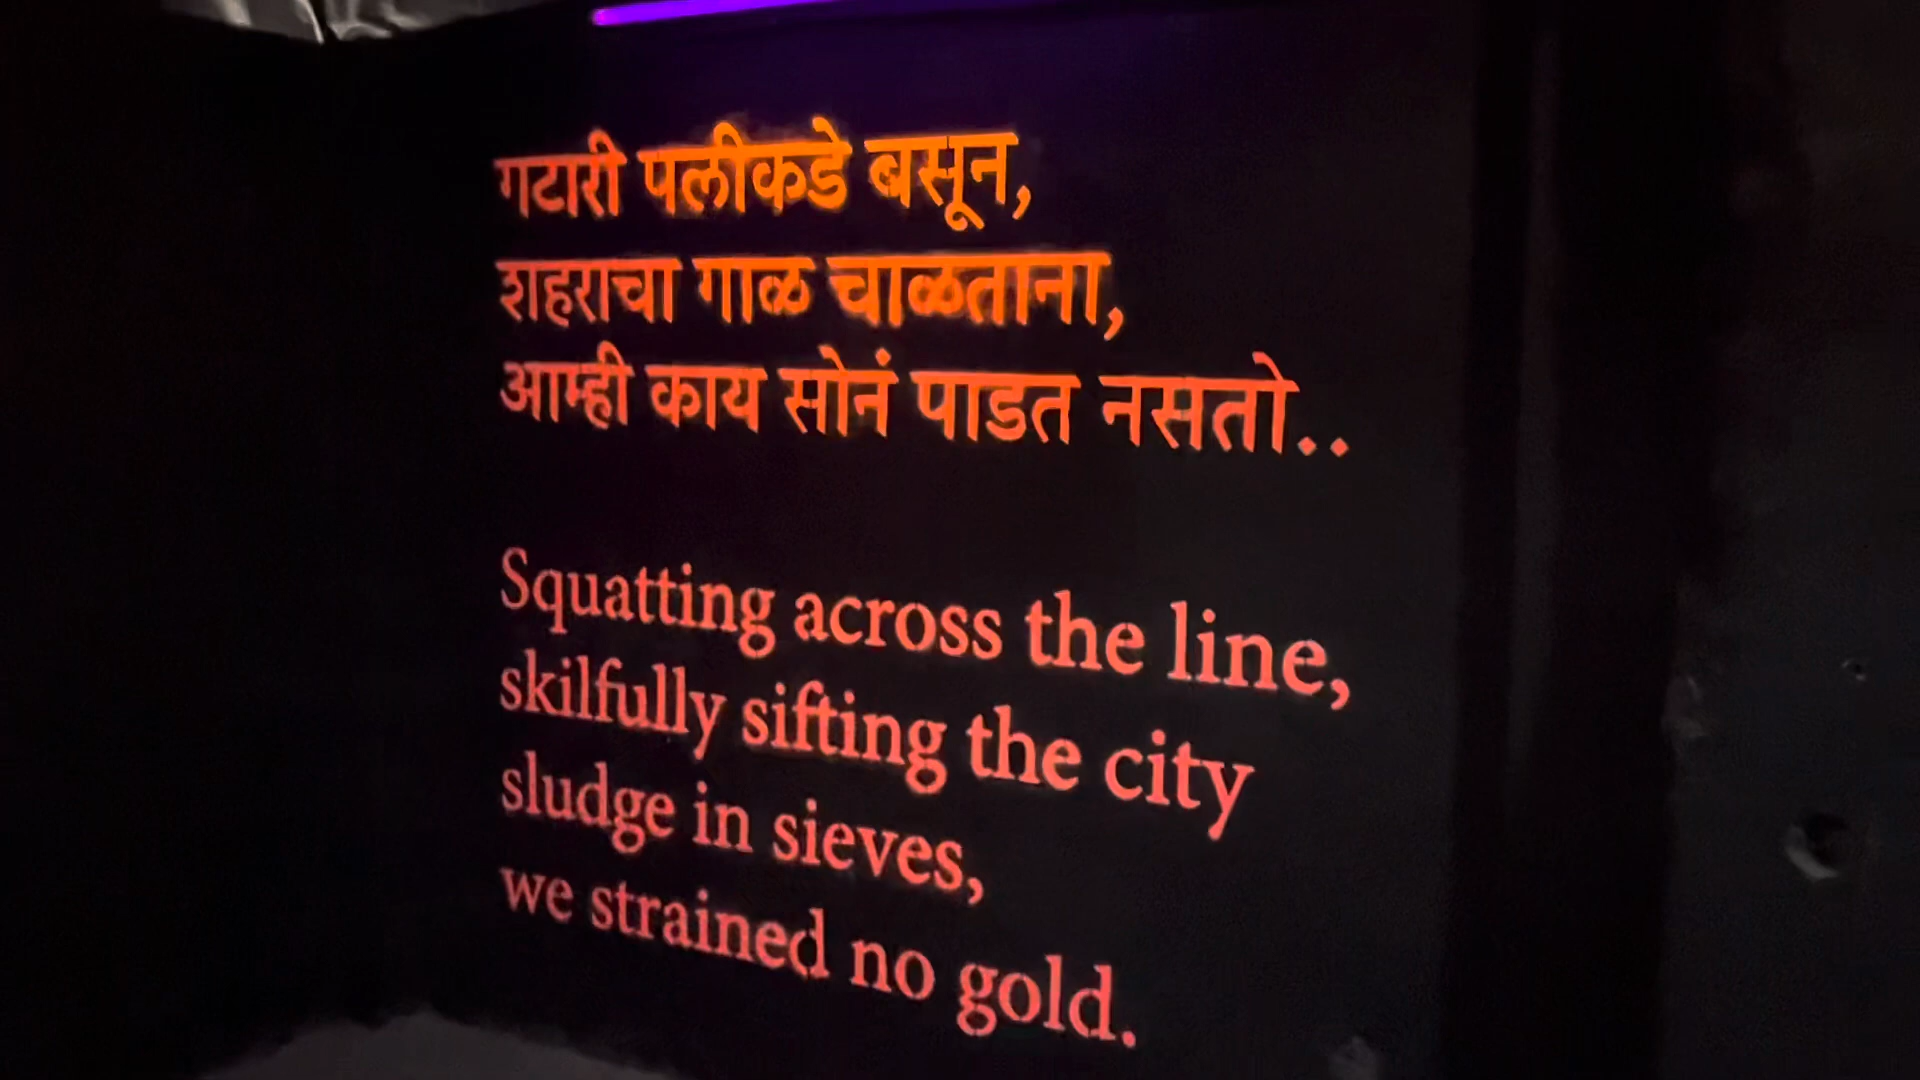 गटारी पलीकडे बसून,
शहराचा गाळ चाळताना,
आम्ही काय सोनं पाडत नसतो..
Squatting across the line,
skilfully sifting the city
sludge in sieves,
we strained no gold.